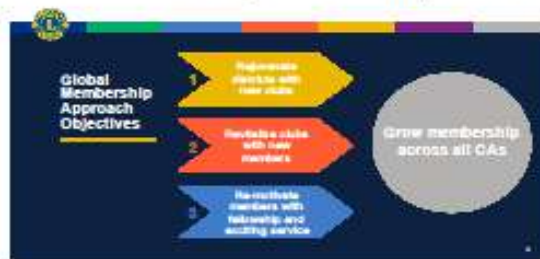 Global
Membership
Approach
Objectives
1
Rejuvenate
districts with
new clubs
2
Revitalize clubs
with new
members
3
Re-motivate
members with
fellowship and
exciting service
Grow membership
across all CAs